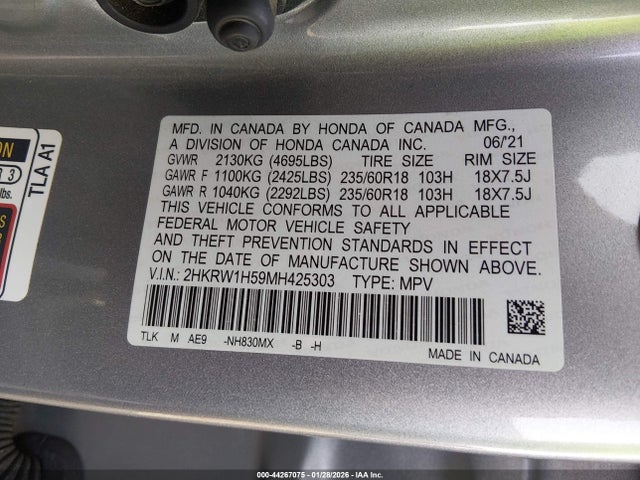 MFD. IN CANADA BY HONDA OF CANADA MFG.,
A DIVISION OF HONDA CANADA INC. 06/'21
GVWR 2130KG (4695LBS) TIRE SIZE RIM SIZE
GAWR F 1100KG (2425LBS) 235/60R18 103H 18X7.5J
GAWR R 1040KG (2292LBS) 235/60R18 103H 18X7.5J
THIS VEHICLE CONFORMS TO ALL APPLICABLE
FEDERAL MOTOR VEHICLE SAFETY
AND THEFT PREVENTION STANDARDS IN EFFECT
ON THE DATE OF MANUFACTURE SHOWN ABOVE.
V.I.N.: 2HKRW1H59MH425303 TYPE: MPV
TLK M AE9 -NH830MX -B -H
MADE IN CANADA
TLA A1
ON
R 3
lbs.
000-44267075 | 01/28/2026 - IAA Inc.